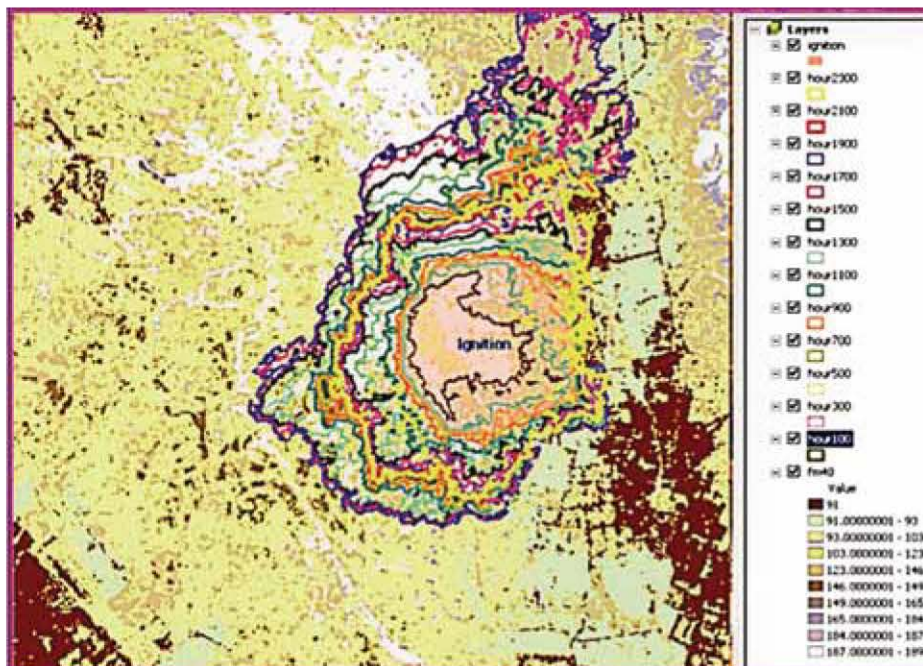 Ignition
Layers
ignition
hour2300
hour2100
hour1900
hour1700
hour1500
hour1300
hour1100
hour900
hour700
hour500
hour300
hour100
Value
91
91.00000001 - 93
93.0000001 - 103
103.0000001 - 123
123.0000001 - 146
146.0000001 - 149
149.0000001 - 165
165.0000001 - 184
184.0000001 - 187
187.0000001 - 189